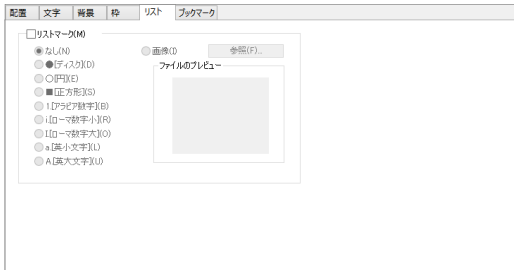 配置 文字 背景 枠 リスト ブックマーク
リストマーク(M)
なし(N) 画像(I) 参照(F)...
●[ディスク](D) ファイルのプレビュー
○[円](E)
■[正方形](S)
1.[アラビア数字](B)
i.[ローマ数字小](R)
I.[ローマ数字大](O)
a.[英小文字](L)
A.[英大文字](U)